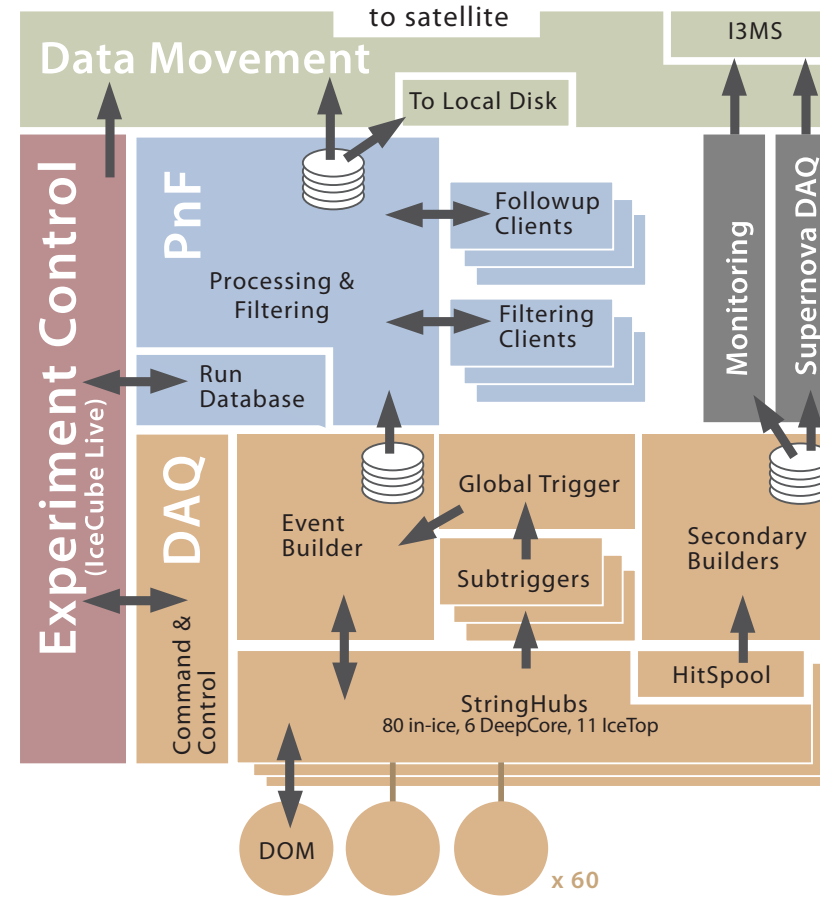 to satellite
Data Movement
I3MS
To Local Disk
Experiment Control
(IceCube Live)
PnF
Processing &
Filtering
Followup
Clients
Filtering
Clients
Run
Database
Monitoring
Supernova DAQ
DAQ
Command &
Control
Event
Builder
Global Trigger
Subtriggers
Secondary
Builders
HitSpool
StringHubs
80 in-ice, 6 DeepCore, 11 IceTop
DOM
x 60